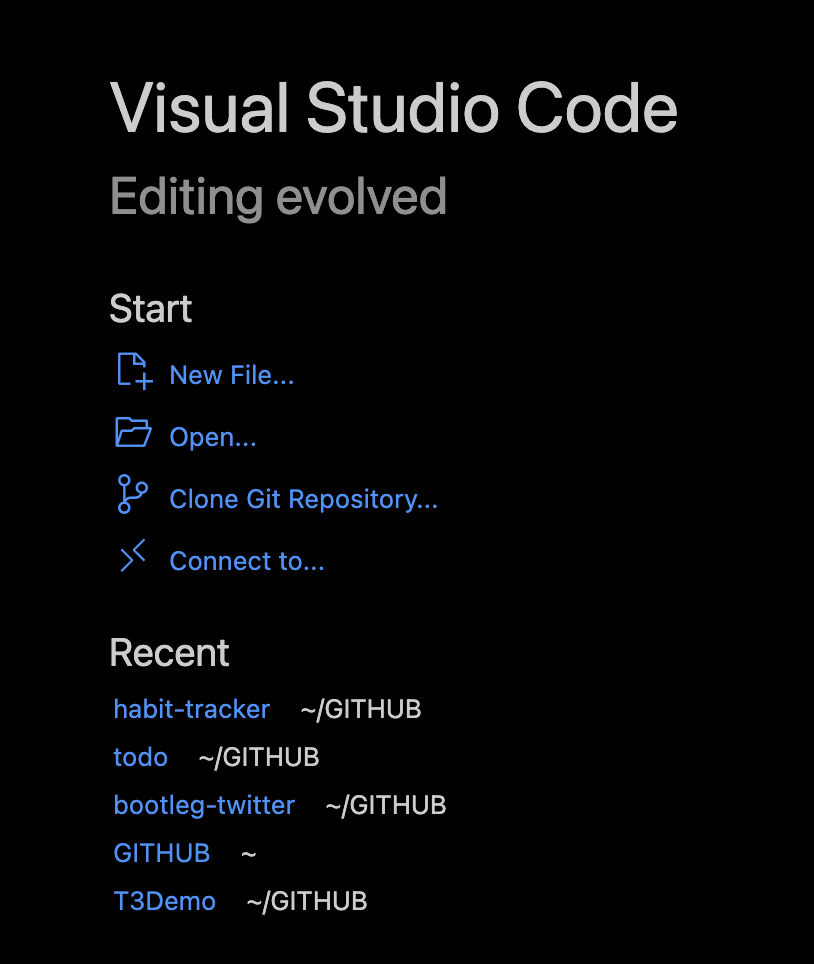 Visual Studio Code
Editing evolved
Start
New File...
Open...
Clone Git Repository...
Connect to...
Recent
habit-tracker ~/GITHUB
todo ~/GITHUB
bootleg-twitter ~/GITHUB
GITHUB ~
T3Demo ~/GITHUB